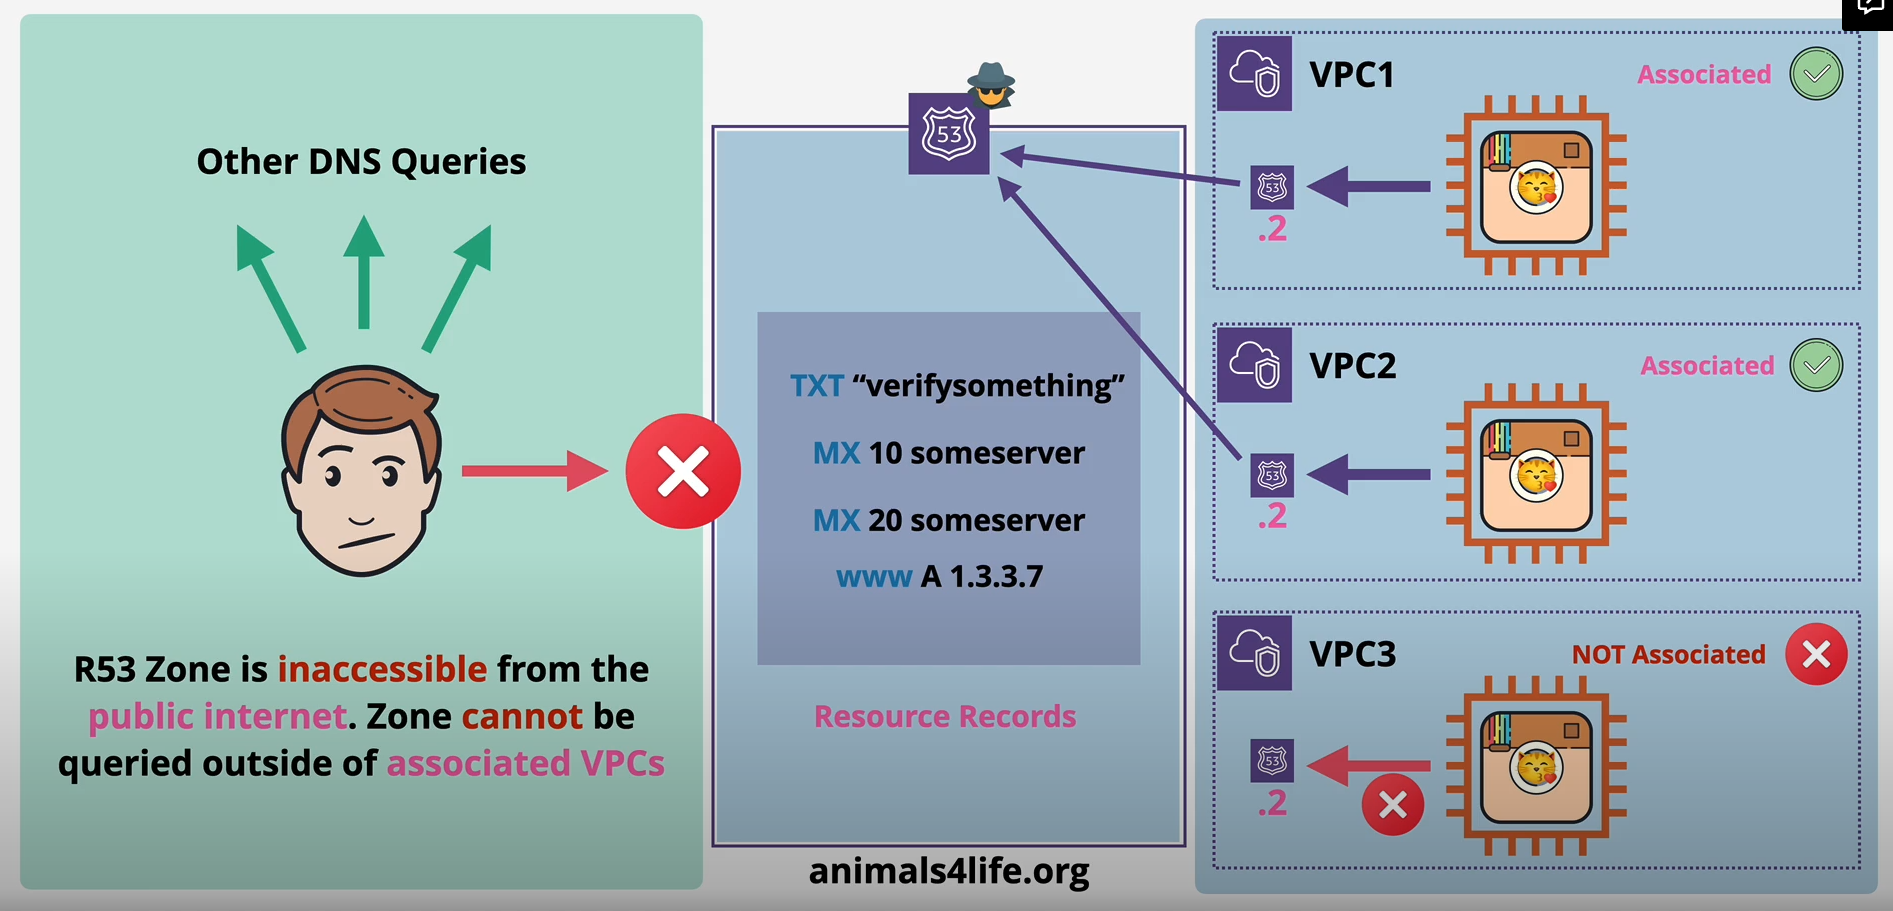 Other DNS Queries
R53 Zone is inaccessible from the
public internet. Zone cannot be
queried outside of associated VPCs
53
TXT “verifysomething”
MX 10 someserver
MX 20 someserver
www A 1.3.3.7
Resource Records
animals4life.org
VPC1
Associated
53
.2
VPC2
Associated
53
.2
VPC3
NOT Associated
53
.2